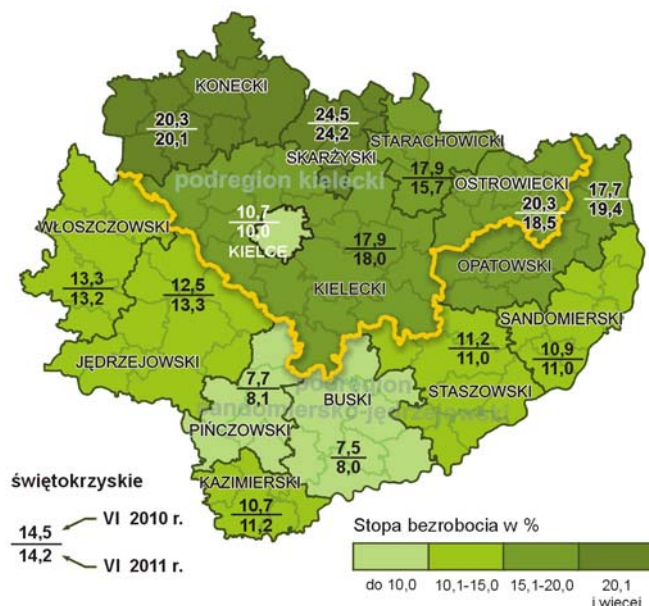 KONECKI
20,3
20,1
24,5
24,2
SKARŻYSKI
STARACHOWICKI
17,9
15,7
podregion kielecki
OSTROWIECKI
20,3
18,5
17,7
19,4
WŁOSZCZOWSKI
10,7
10,0
KIELCE
17,9
18,0
KIELECKI
OPATOWSKI
13,3
13,2
12,5
13,3
SANDOMIERSKI
JĘDRZEJOWSKI
11,2
11,0
10,9
11,0
7,7
8,1
podregion
BUSKI
STASZOWSKI
sandomiersko-jędrzejowski
PIŃCZOWSKI
7,5
8,0
KAZIMIERSKI
10,7
11,2
świętokrzyskie
14,5 VI 2010 r.
14,2 VI 2011 r.
Stopa bezrobocia w %
do 10,0 10,1-15,0 15,1-20,0 20,1
i więcej